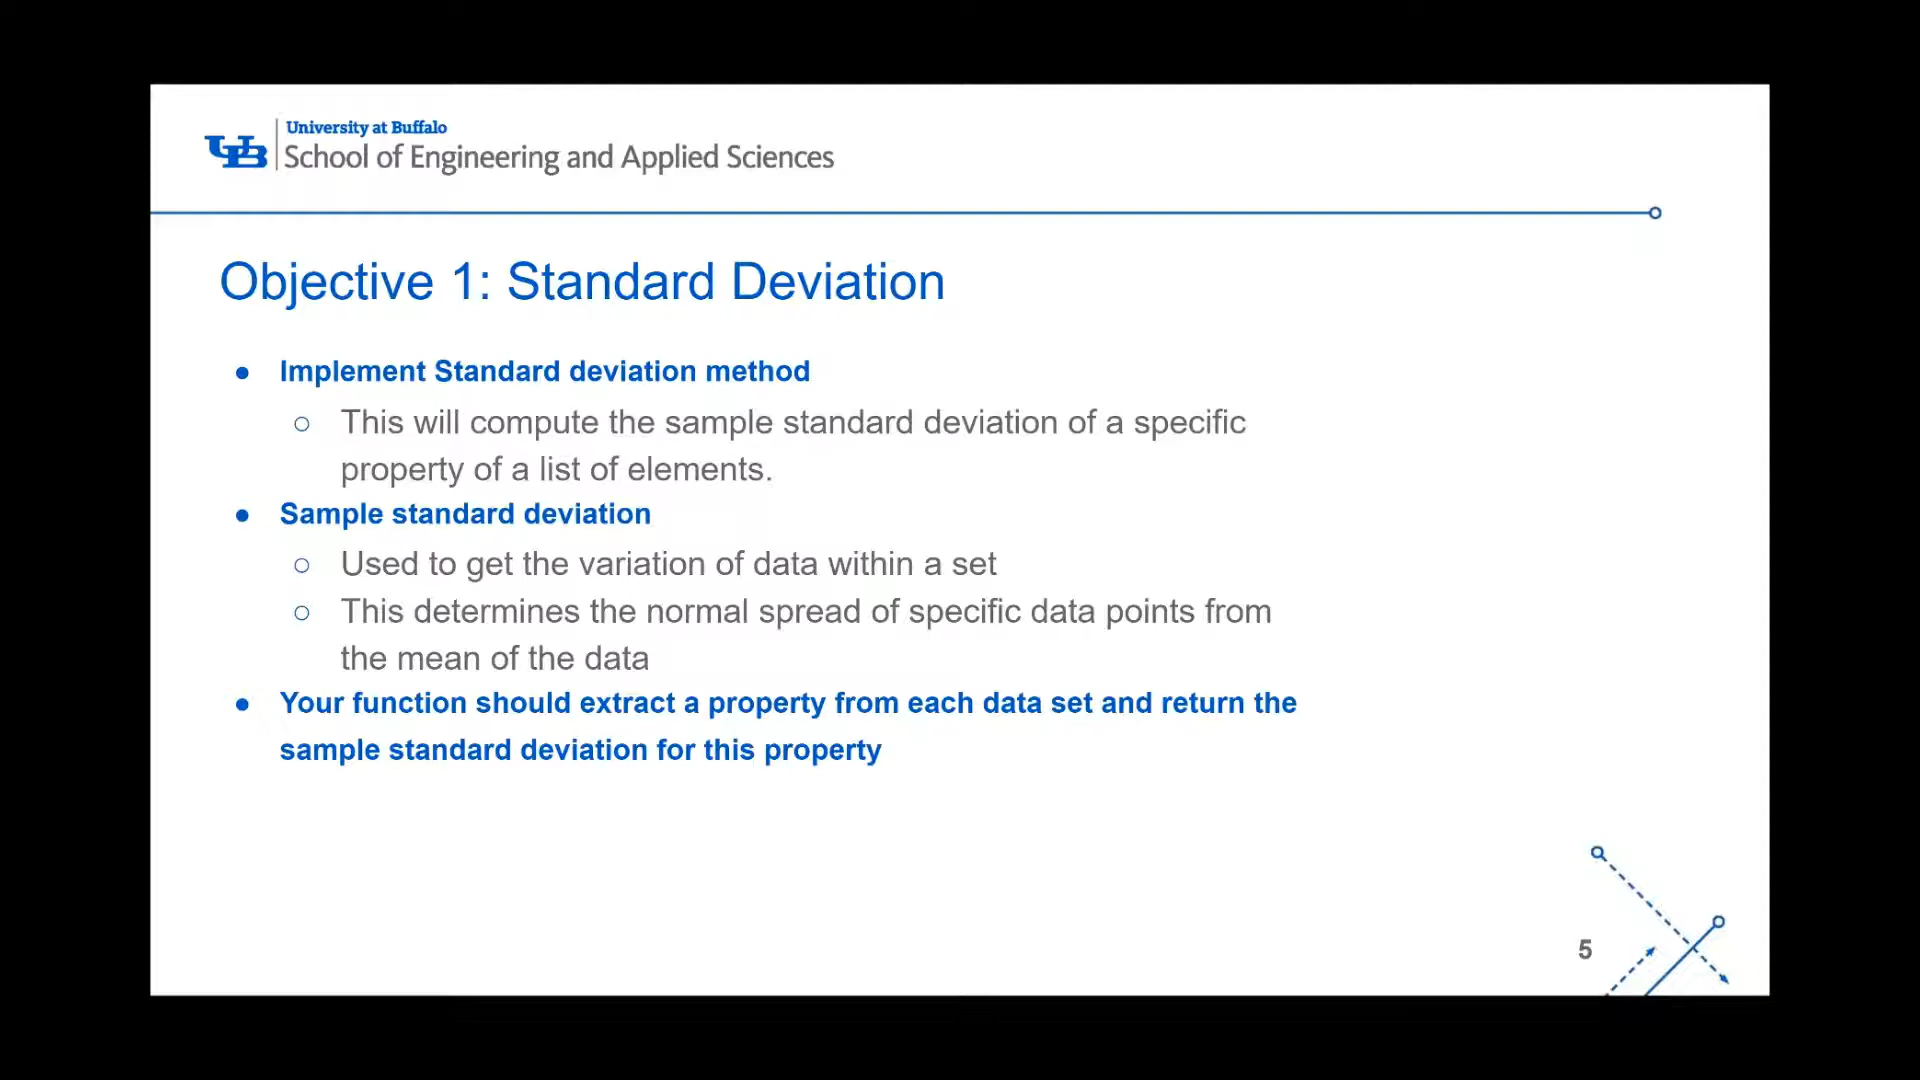 UB
University at Buffalo
School of Engineering and Applied Sciences
Objective 1: Standard Deviation
● Implement Standard deviation method
○ This will compute the sample standard deviation of a specific
property of a list of elements.
● Sample standard deviation
○ Used to get the variation of data within a set
○ This determines the normal spread of specific data points from
the mean of the data
● Your function should extract a property from each data set and return the
sample standard deviation for this property
5